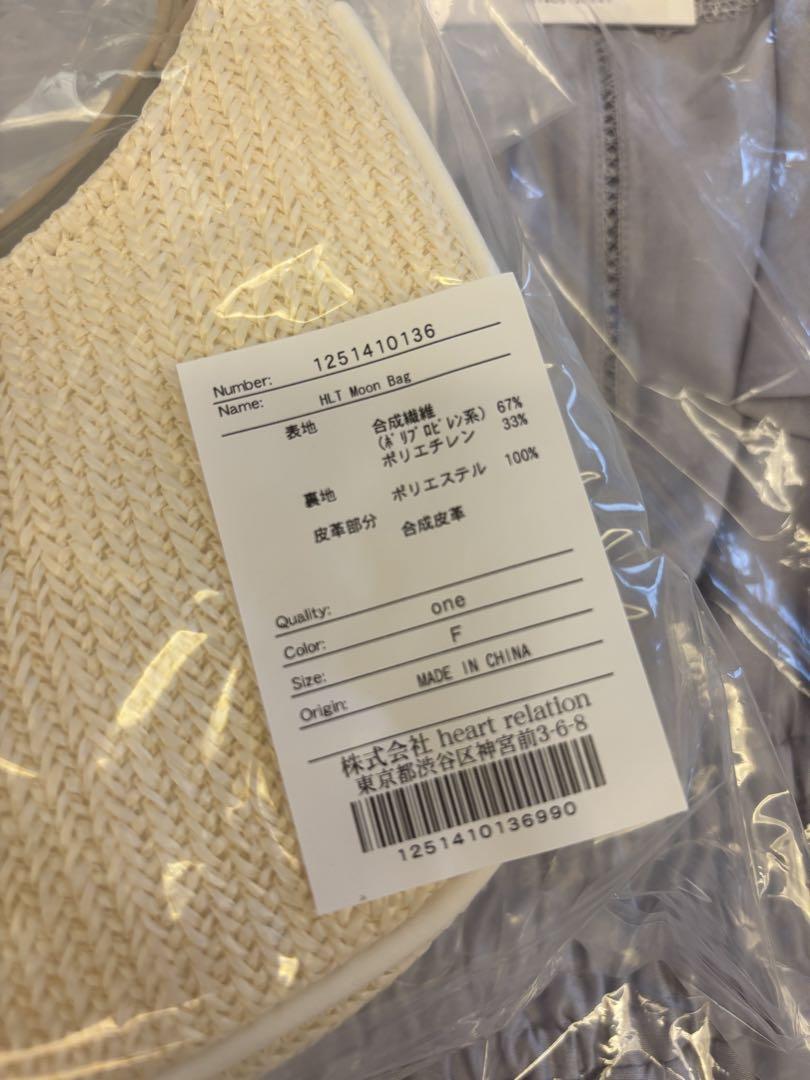 Number: 1251410136
Name: HLT Moon Bag
表地 合成繊維 67%
(ﾎﾟﾘﾌﾟﾛﾋﾟﾚﾝ系)
ポリエチレン 33%
裏地 ポリエステル 100%
皮革部分 合成皮革
Quality:
Color: one
Size: F
Origin: MADE IN CHINA
株式会社 heart relation
東京都渋谷区神宮前3-6-8
1251410136990